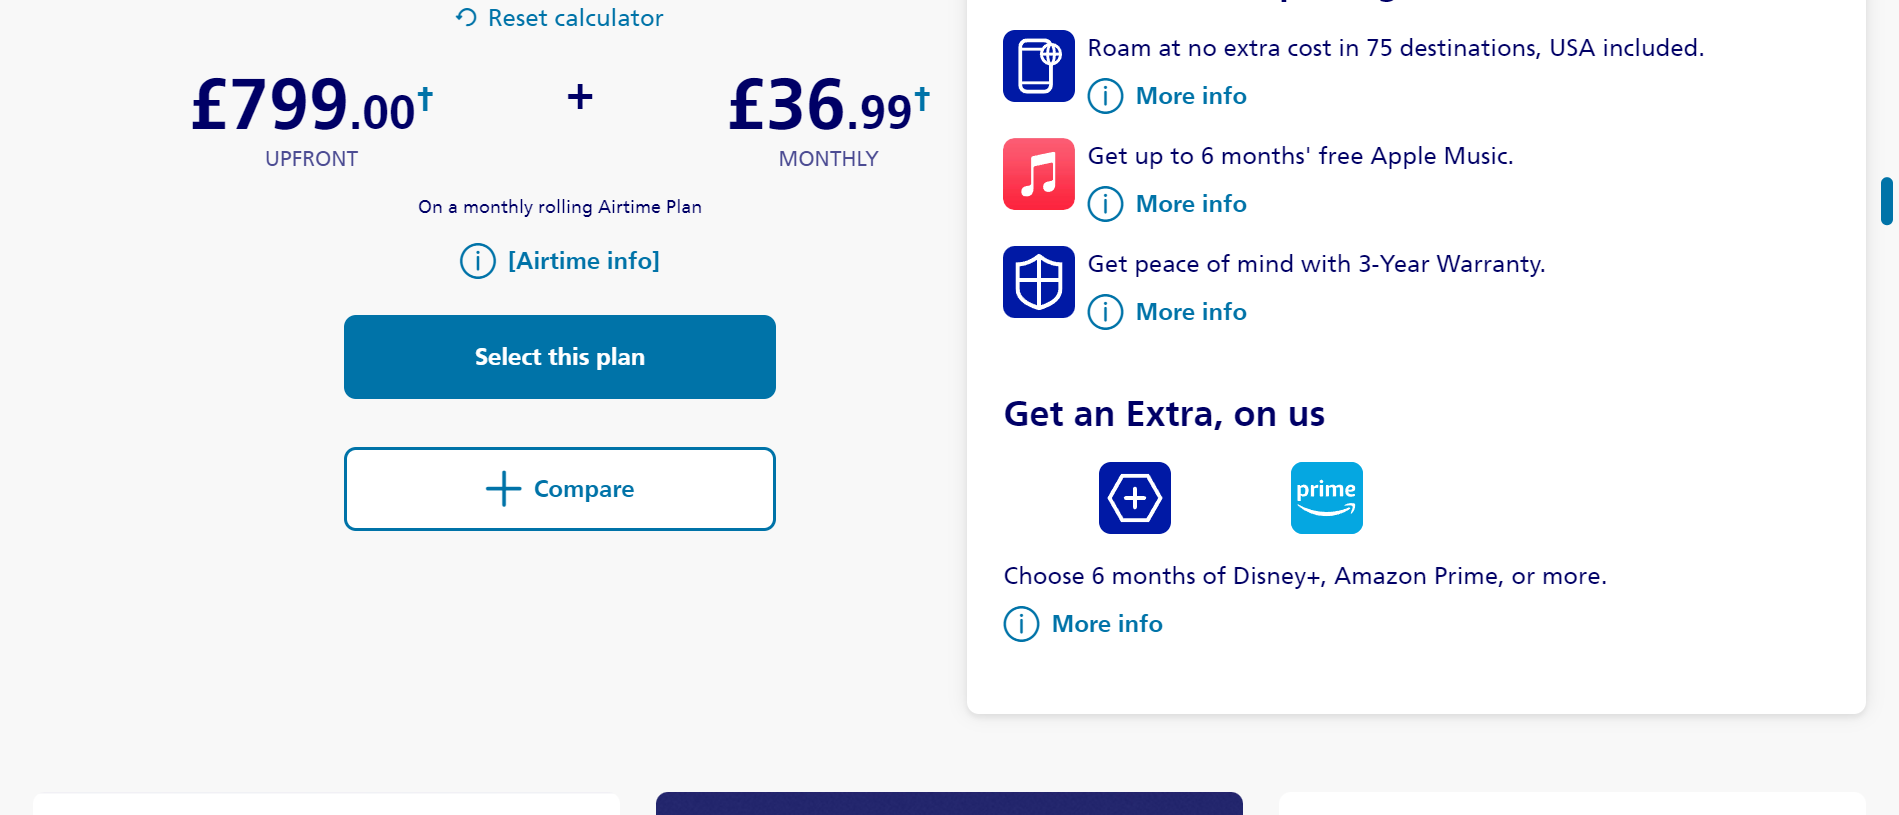 Reset calculator
£799.00†
+
£36.99†
UPFRONT
MONTHLY
On a monthly rolling Airtime Plan
[Airtime info]
Select this plan
Compare
Roam at no extra cost in 75 destinations, USA included.
More info
Get up to 6 months' free Apple Music.
More info
Get peace of mind with 3-Year Warranty.
More info
Get an Extra, on us
prime
Choose 6 months of Disney+, Amazon Prime, or more.
More info